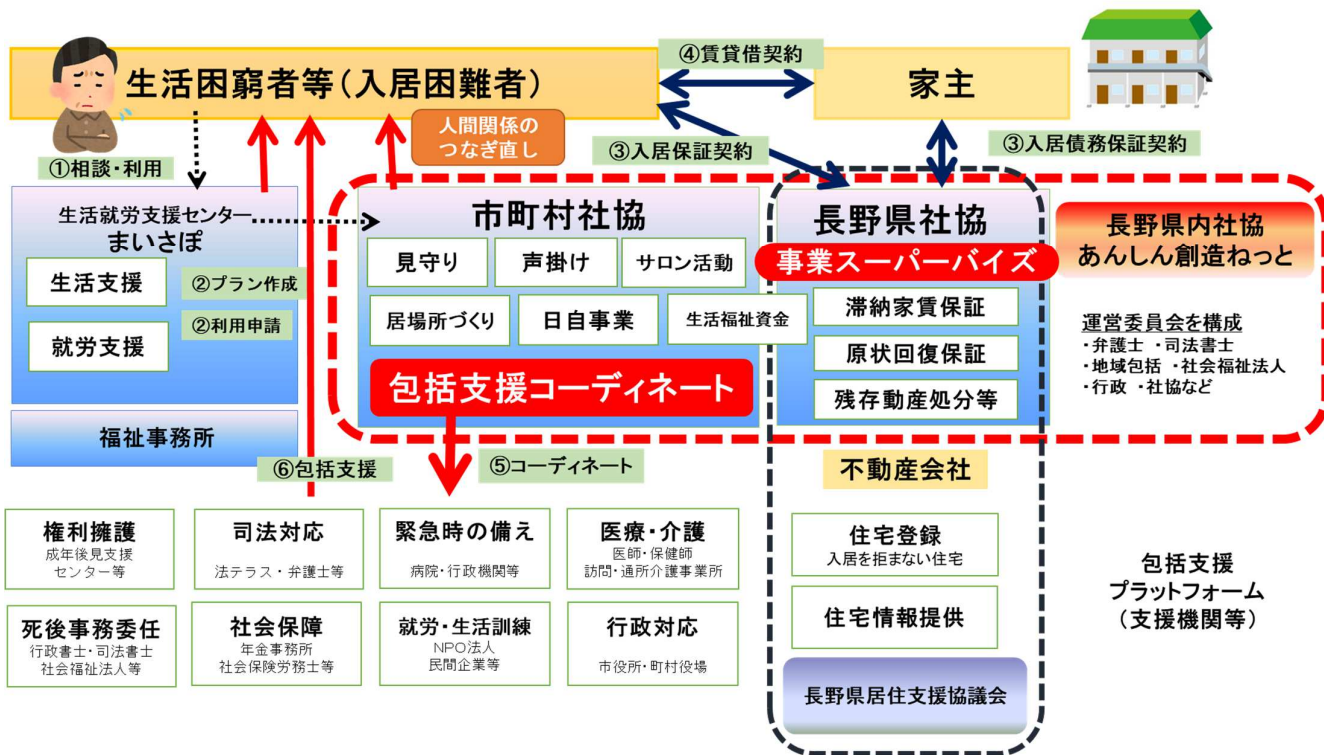 生活困窮者等(入居困難者)
④賃貸借契約
家主
人間関係の
つなぎ直し
①相談・利用
③入居保証契約
③入居債務保証契約
生活就労支援センター
まいさぽ
生活支援
②プラン作成
②利用申請
就労支援
福祉事務所
市町村社協
見守り
声掛け
サロン活動
居場所づくり
日自事業
生活福祉資金
包括支援コーディネート
長野県社協
事業スーパーバイズ
滞納家賃保証
原状回復保証
残存動産処分等
長野県内社協
あんしん創造ねっと
運営委員会を構成
・弁護士 ・司法書士
・地域包括 ・社会福祉法人
・行政 ・社協など
⑥包括支援
⑤コーディネート
不動産会社
権利擁護
成年後見支援
センター等
司法対応
法テラス・弁護士等
緊急時の備え
病院・行政機関等
医療・介護
医師・保健師
訪問・通所介護事業所
死後事務委任
行政書士・司法書士
社会福祉法人等
社会保障
年金事務所
社会保険労務士等
就労・生活訓練
NPO法人
民間企業等
行政対応
市役所・町村役場
住宅登録
入居を拒まない住宅
住宅情報提供
長野県居住支援協議会
包括支援
プラットフォーム
(支援機関等)